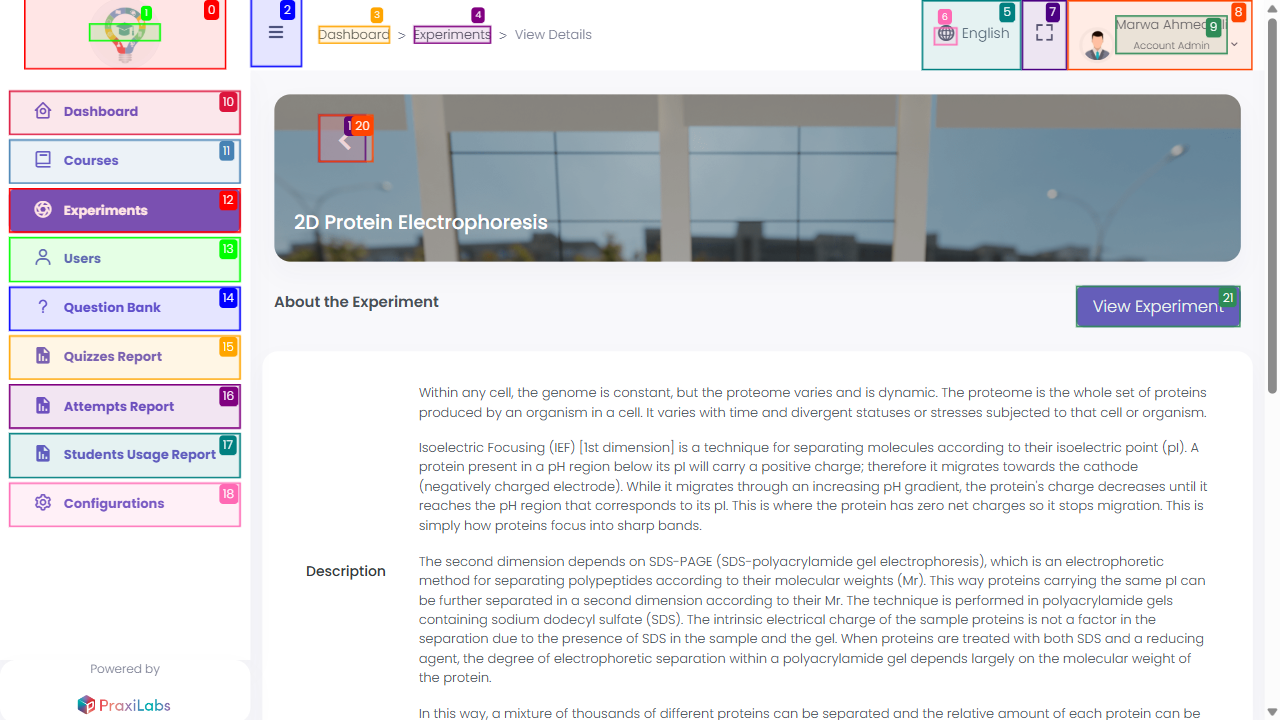 0
1
2
3
4
5
6
7
8
9
Dashboard > Experiments > View Details
English
Marwa Ahmed
Account Admin
10
Dashboard
11
Courses
12
Experiments
13
Users
14
Question Bank
15
Quizzes Report
16
Attempts Report
17
Students Usage Report
18
Configurations
Powered by
PraxiLabs
20
2D Protein Electrophoresis
About the Experiment
21
View Experiment
Within any cell, the genome is constant, but the proteome varies and is dynamic. The proteome is the whole set of proteins
produced by an organism in a cell. It varies with time and divergent statuses or stresses subjected to that cell or organism.
Isoelectric Focusing (IEF) [1st dimension] is a technique for separating molecules according to their isoelectric point (pI). A
protein present in a pH region below its pI will carry a positive charge; therefore it migrates towards the cathode
(negatively charged electrode). While it migrates through an increasing pH gradient, the protein's charge decreases until it
reaches the pH region that corresponds to its pI. This is where the protein has zero net charges so it stops migration. This is
simply how proteins focus into sharp bands.
Description
The second dimension depends on SDS-PAGE (SDS-polyacrylamide gel electrophoresis), which is an electrophoretic
method for separating polypeptides according to their molecular weights (Mr). This way proteins carrying the same pI can
be further separated in a second dimension according to their Mr. The technique is performed in polyacrylamide gels
containing sodium dodecyl sulfate (SDS). The intrinsic electrical charge of the sample proteins is not a factor in the
separation due to the presence of SDS in the sample and the gel. When proteins are treated with both SDS and a reducing
agent, the degree of electrophoretic separation within a polyacrylamide gel depends largely on the molecular weight of
the protein.
In this way, a mixture of thousands of different proteins can be separated and the relative amount of each protein can be